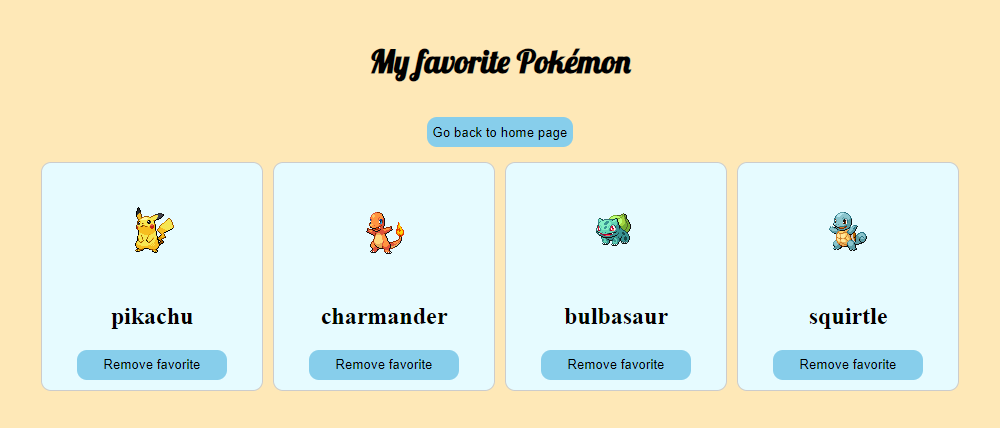 My favorite Pokémon
Go back to home page
pikachu
charmander
bulbasaur
squirtle
Remove favorite
Remove favorite
Remove favorite
Remove favorite